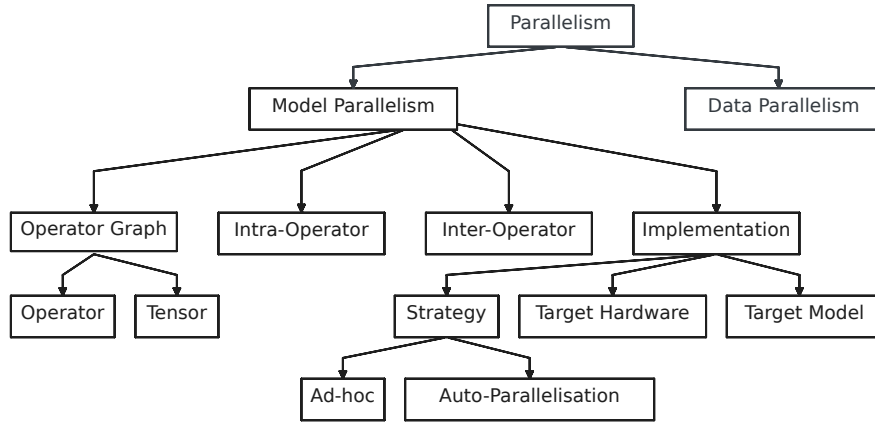 Parallelism
Model Parallelism
Data Parallelism
Operator Graph
Intra-Operator
Inter-Operator
Implementation
Operator
Tensor
Strategy
Target Hardware
Target Model
Ad-hoc
Auto-Parallelisation